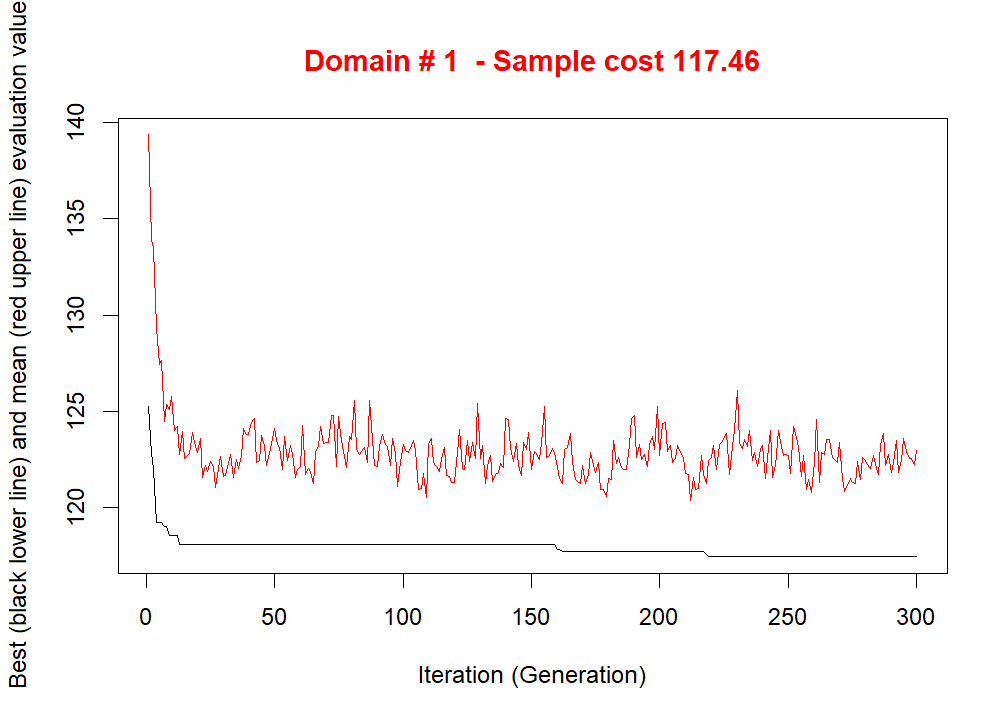 Domain # 1  - Sample cost 117.46
Best (black lower line) and mean (red upper line) evaluation value
140
135
130
125
120
0 50 100 150 200 250 300
Iteration (Generation)